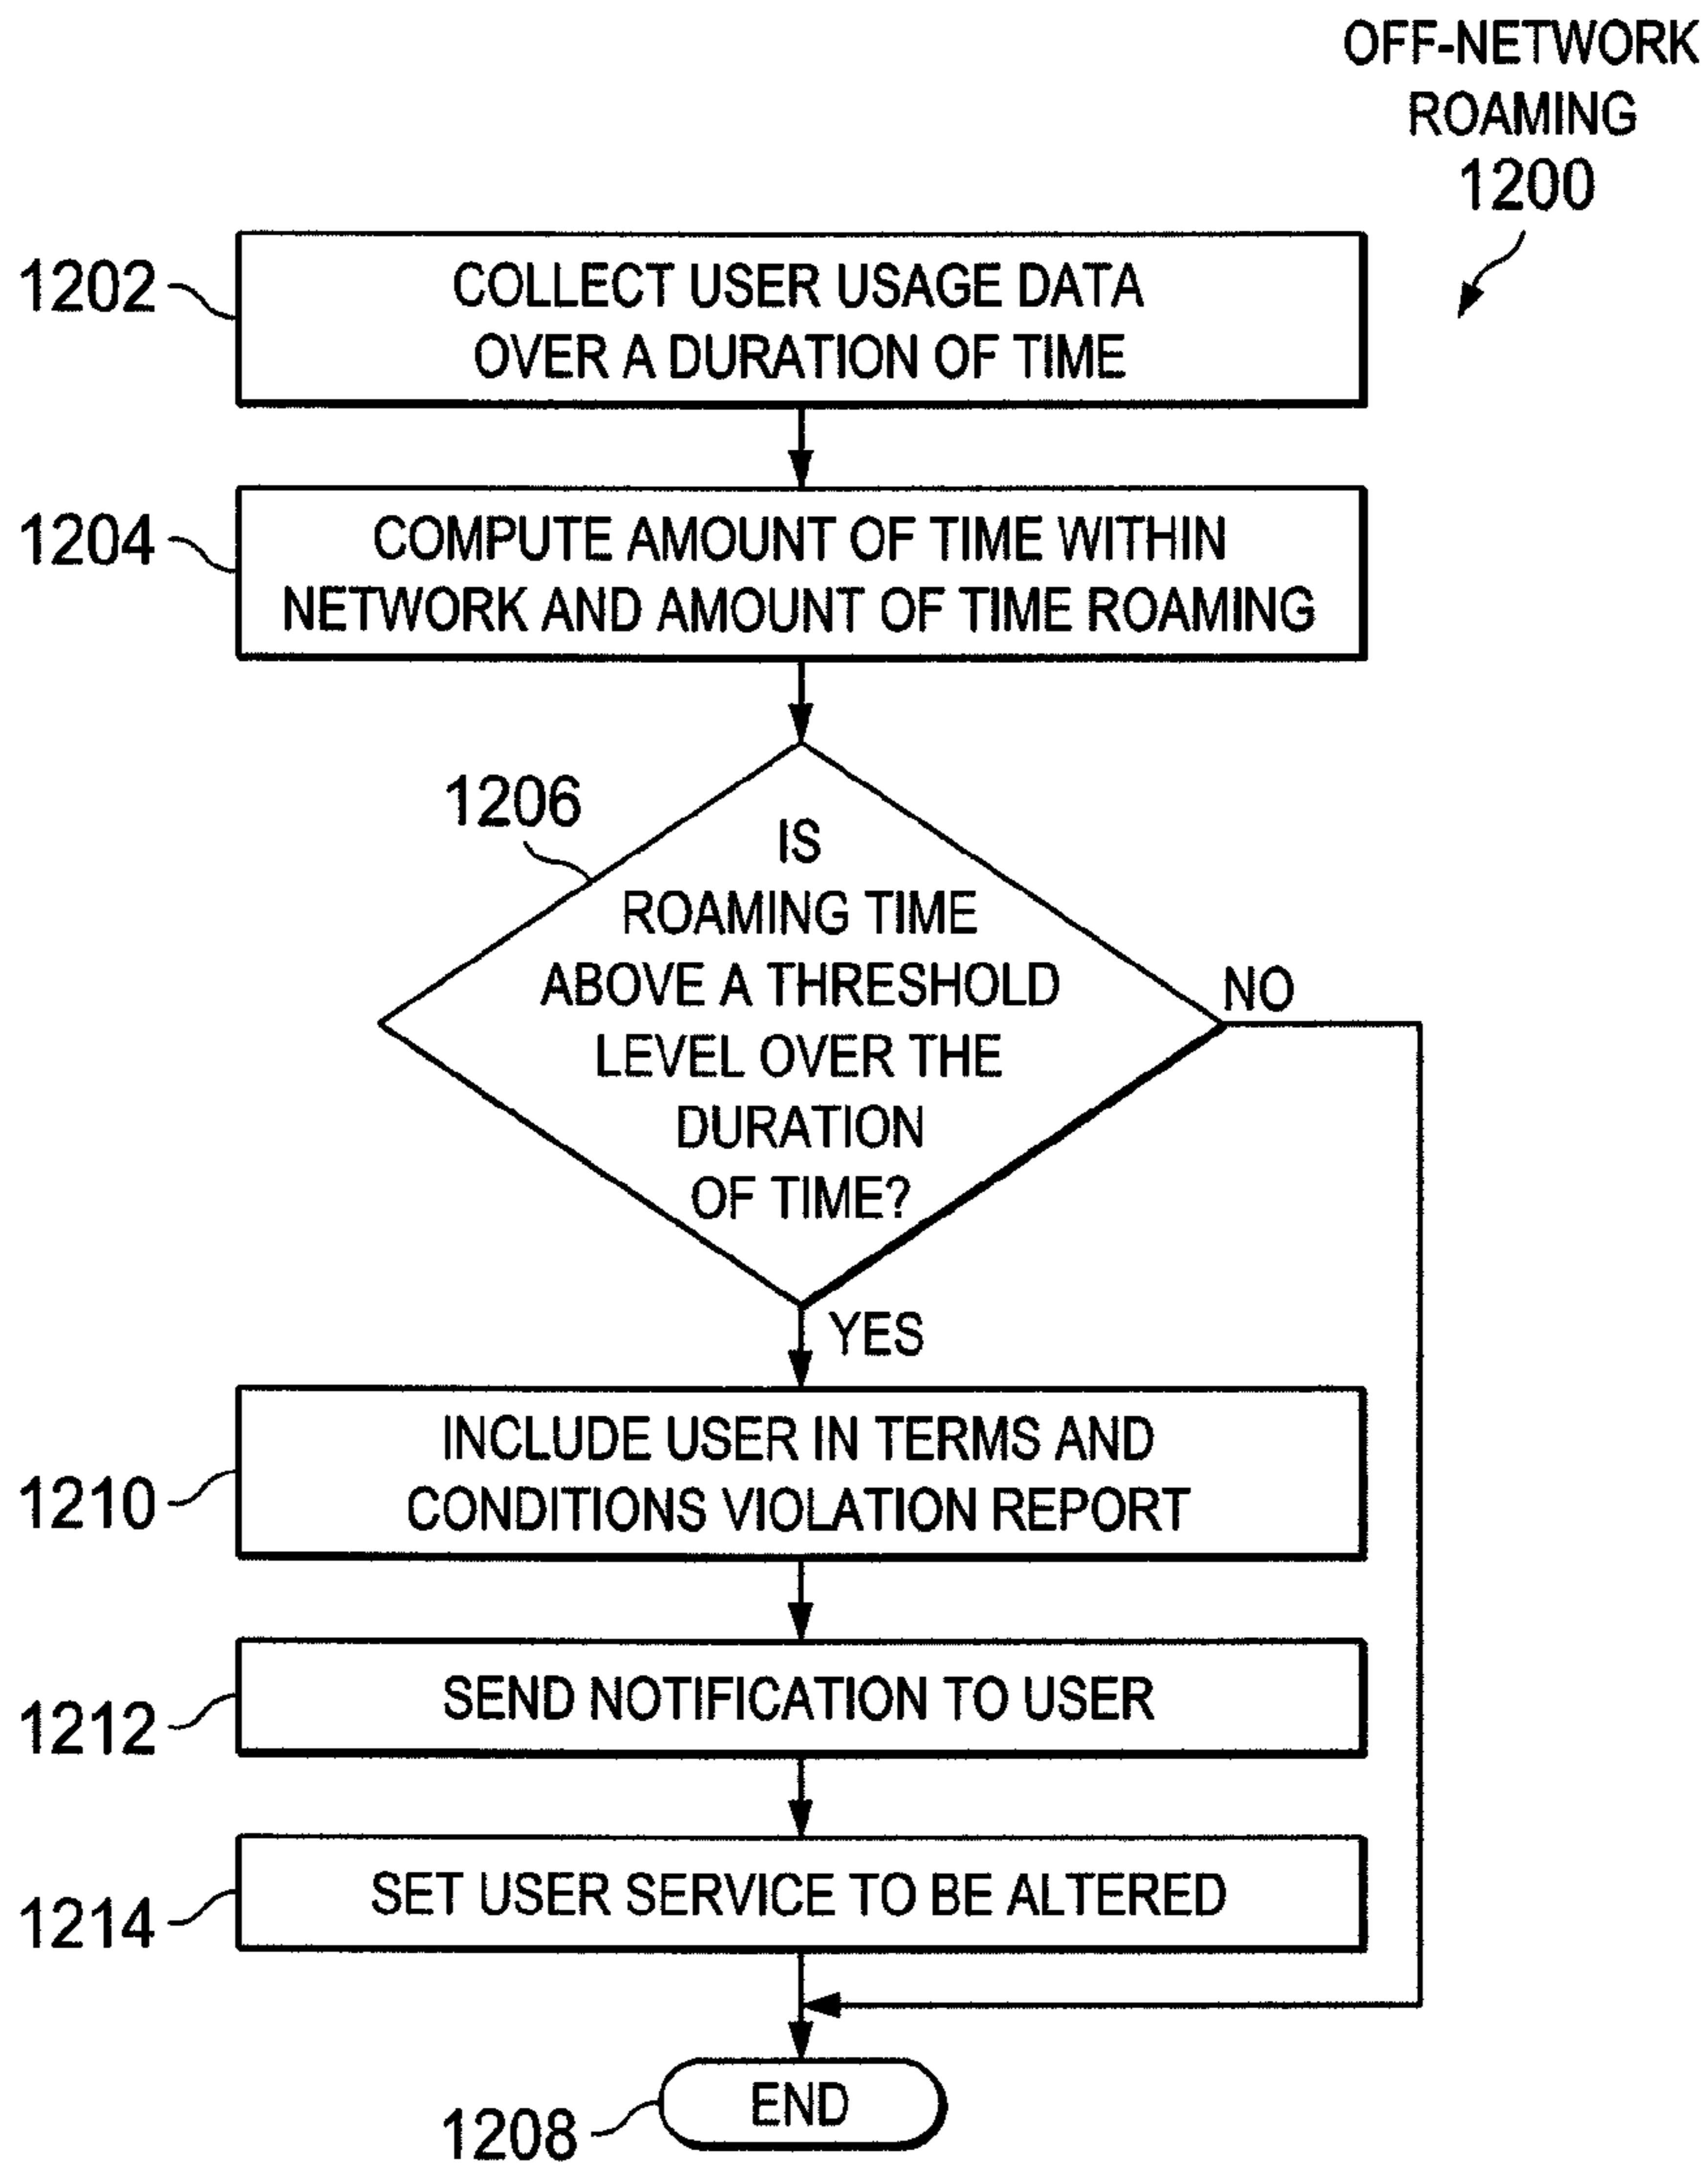 OFF-NETWORK
ROAMING
1200
1202
COLLECT USER USAGE DATA
OVER A DURATION OF TIME
1204
COMPUTE AMOUNT OF TIME WITHIN
NETWORK AND AMOUNT OF TIME ROAMING
1206
IS
ROAMING TIME
ABOVE A THRESHOLD
LEVEL OVER THE
DURATION
OF TIME?
NO
YES
1210
INCLUDE USER IN TERMS AND
CONDITIONS VIOLATION REPORT
1212
SEND NOTIFICATION TO USER
1214
SET USER SERVICE TO BE ALTERED
END
1208